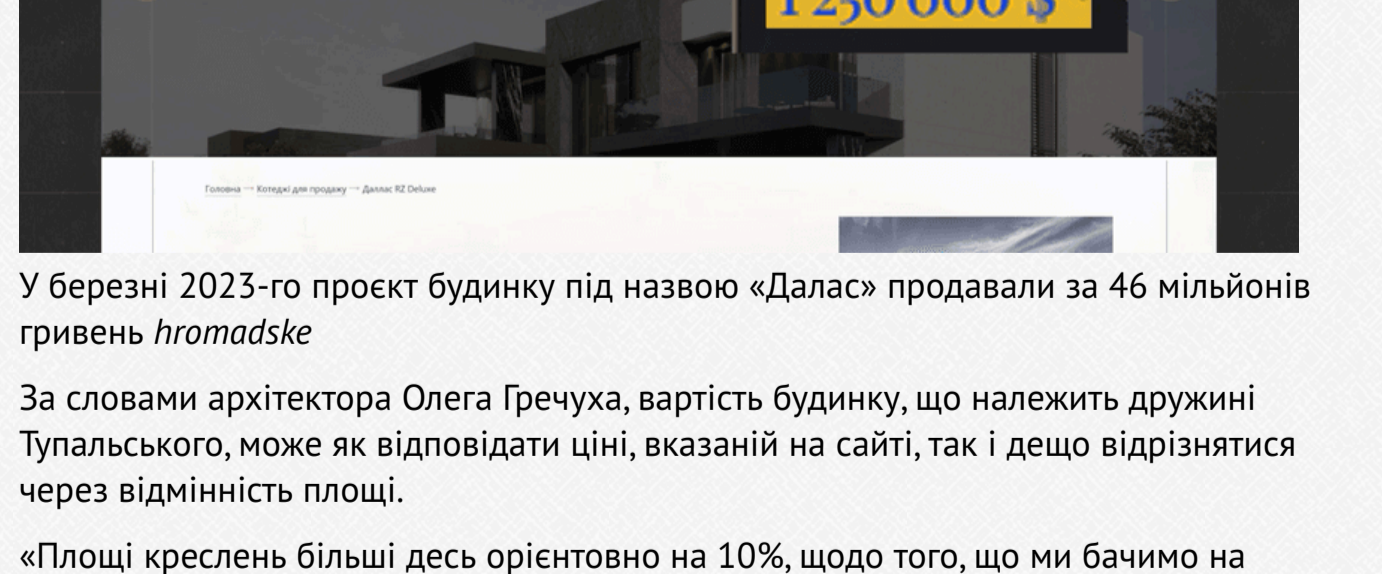 1 250 000 $
Головна → Котеджі для продажу → Даллас RZ Deluxe
У березні 2023-го проєкт будинку під назвою «Далас» продавали за 46 мільйонів
гривень hromadske
За словами архітектора Олега Гречуха, вартість будинку, що належить дружині
Тупальського, може як відповідати ціні, вказаній на сайті, так і дещо відрізнятися
через відмінність площі.
«Площі креслень більші десь орієнтовно на 10%, щодо того, що ми бачимо на